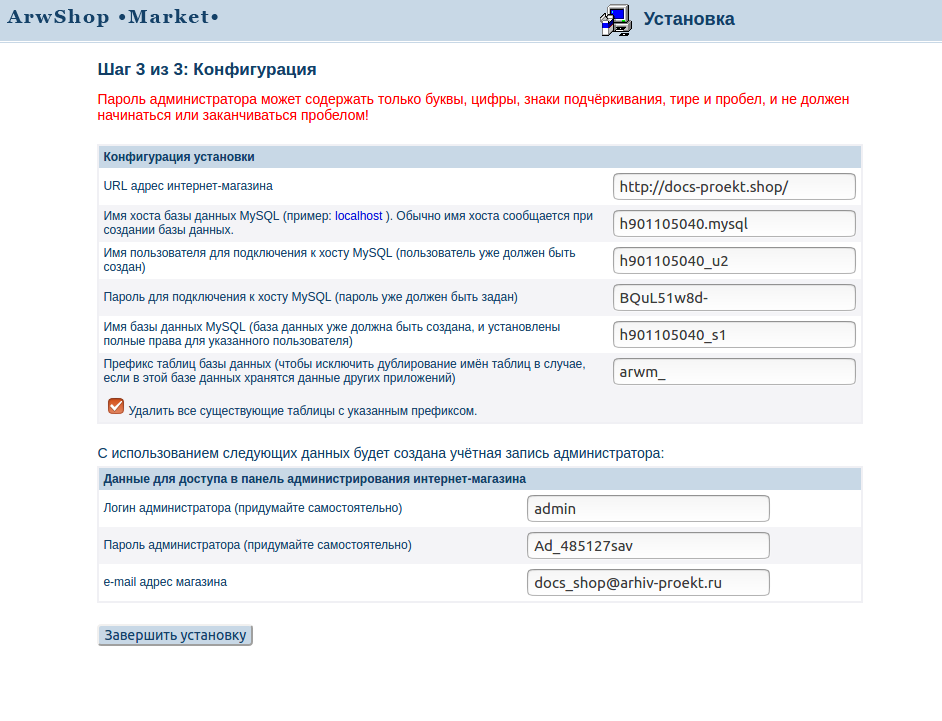 ArwShop •Market•
Установка
Шаг 3 из 3: Конфигурация
Пароль администратора может содержать только буквы, цифры, знаки подчёркивания, тире и пробел, и не должен
начинаться или заканчиваться пробелом!
Конфигурация установки
URL адрес интернет-магазина
http://docs-proekt.shop/
Имя хоста базы данных MySQL (пример: localhost ). Обычно имя хоста сообщается при
создании базы данных.
h901105040.mysql
Имя пользователя для подключения к хосту MySQL (пользователь уже должен быть
создан)
h901105040_u2
Пароль для подключения к хосту MySQL (пароль уже должен быть задан)
BQuL51w8d-
Имя базы данных MySQL (база данных уже должна быть создана, и установлены
полные права для указанного пользователя)
h901105040_s1
Префикс таблиц базы данных (чтобы исключить дублирование имён таблиц в случае,
если в этой базе данных хранятся данные других приложений)
arwm_
Удалить все существующие таблицы с указанным префиксом.
С использованием следующих данных будет создана учётная запись администратора:
Данные для доступа в панель администрирования интернет-магазина
Логин администратора (придумайте самостоятельно)
admin
Пароль администратора (придумайте самостоятельно)
Ad_485127sav
e-mail адрес магазина
docs_shop@arhiv-proekt.ru
Завершить установку